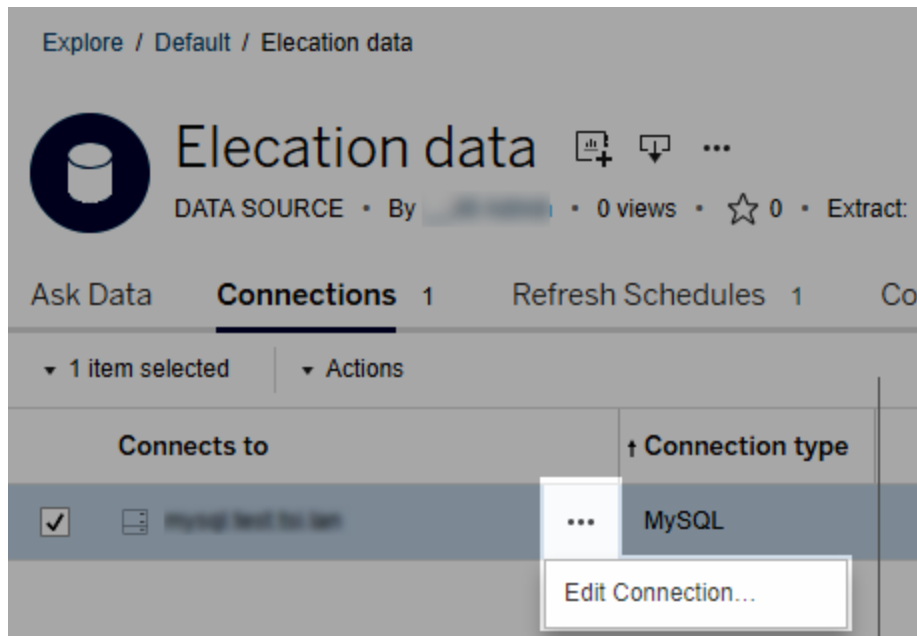 Explore / Default / Elecation data
Elecation data
DATA SOURCE • By • 0 views • 0 • Extract:
Ask Data Connections 1 Refresh Schedules 1 Co
1 item selected Actions
Connects to ↑ Connection type
MySQL
Edit Connection...